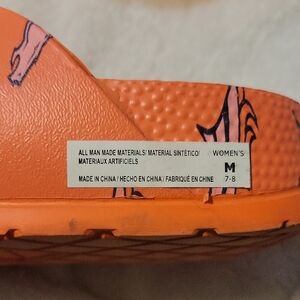 ALL MAN MADE MATERIALS/ MATERIAL SINTÉTICO/
MATERIAUX ARTIFICIELS
MADE IN CHINA / HECHO EN CHINA / FABRIQUÉ EN CHINE
WOMEN'S
M
7-8